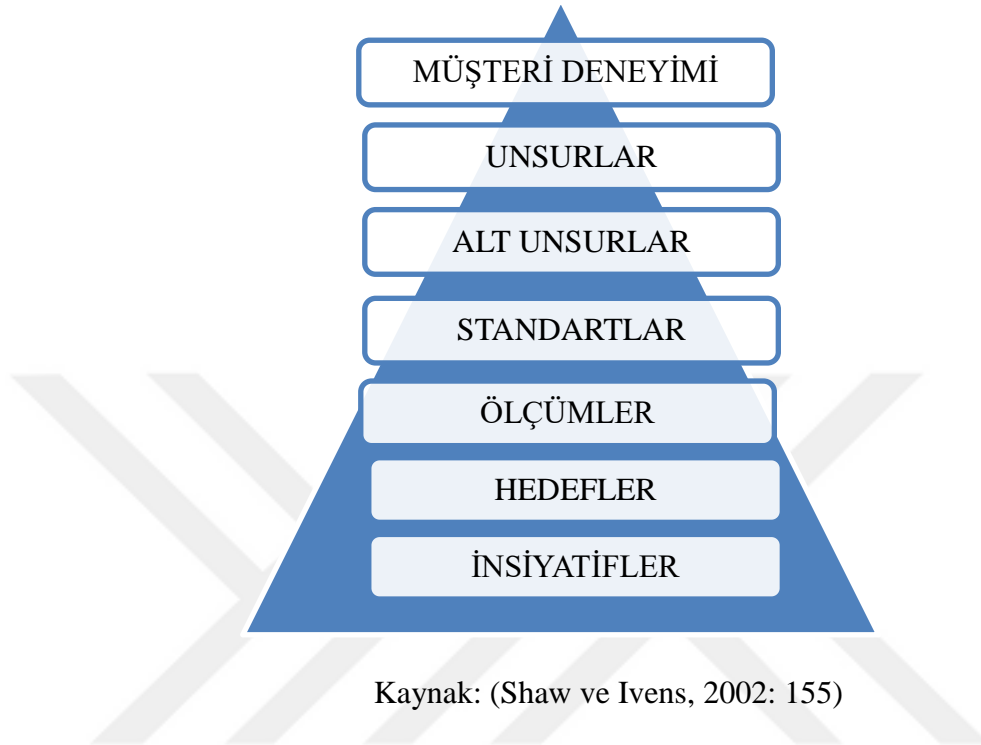 MÜŞTERİ DENEYİMİ
UNSURLAR
ALT UNSURLAR
STANDARTLAR
ÖLÇÜMLER
HEDEFLER
İNSİYATİFLER
Kaynak: (Shaw ve Ivens, 2002: 155)